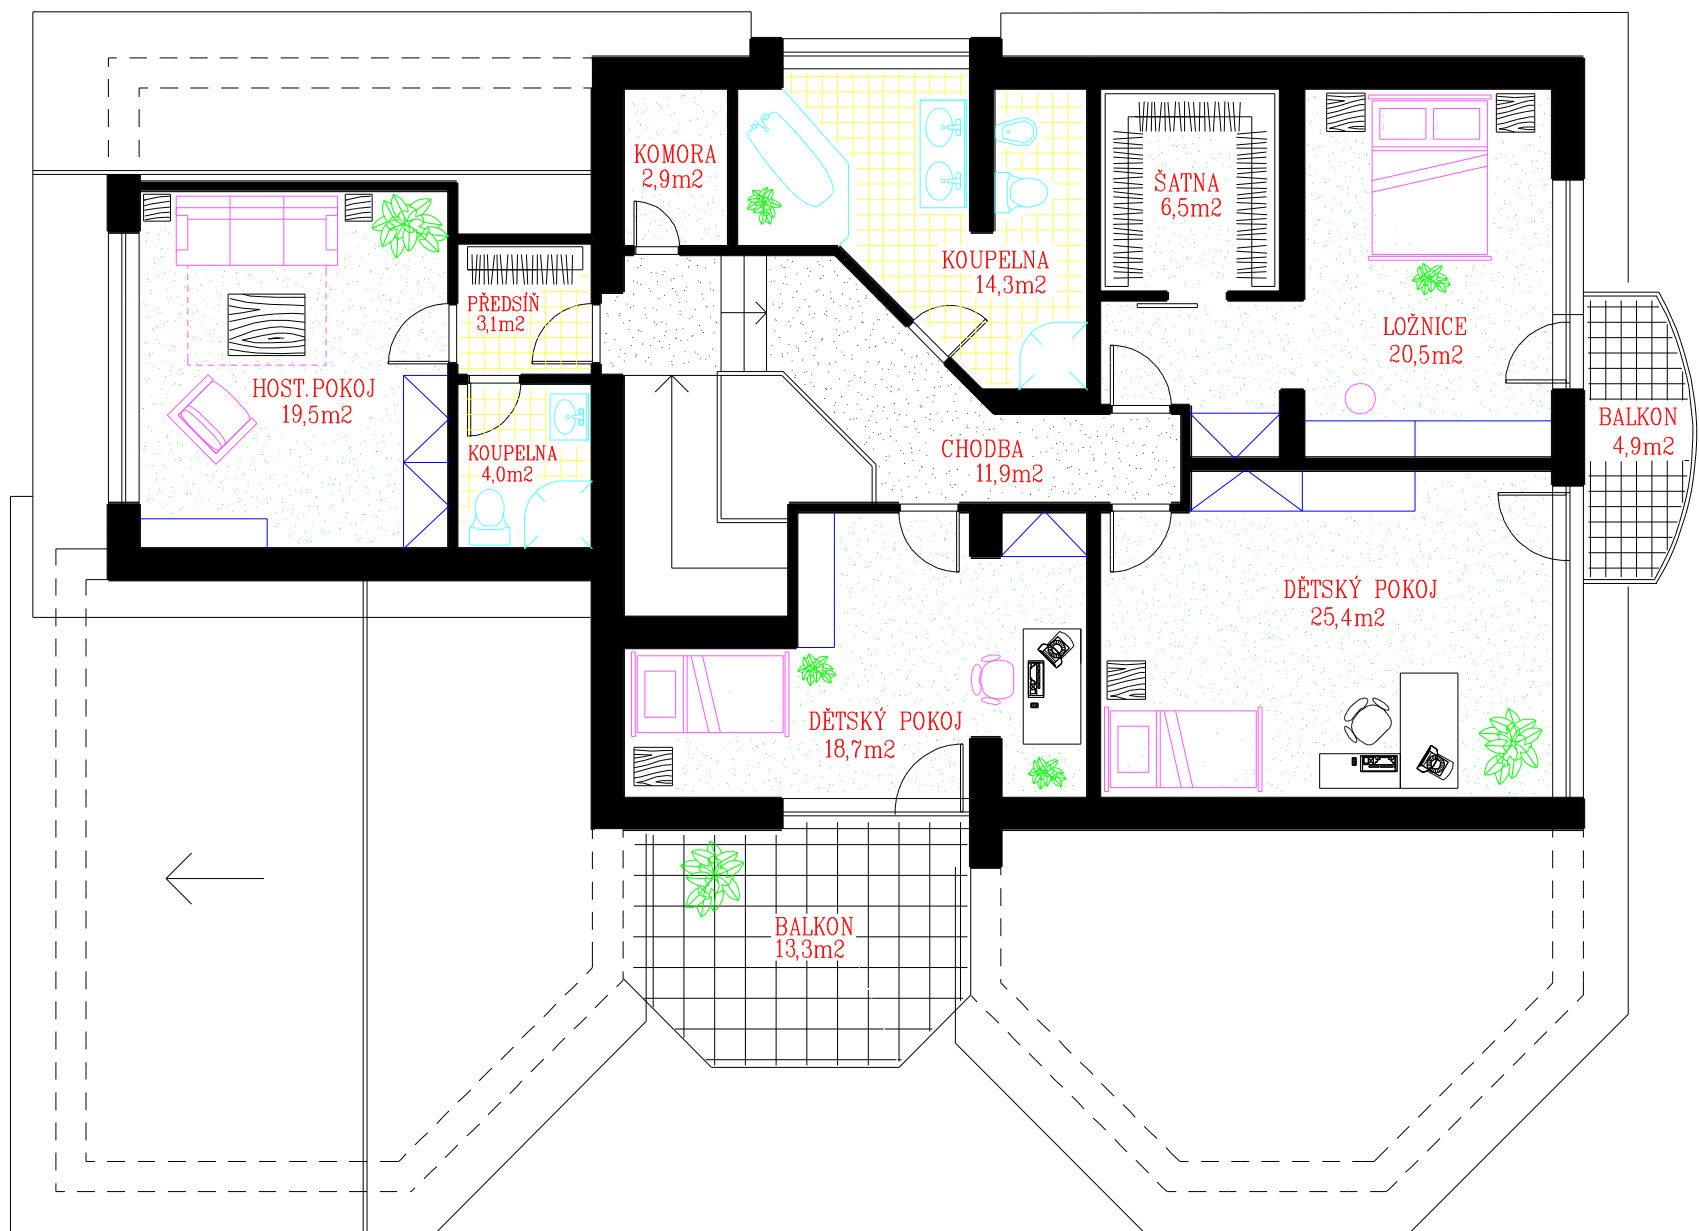 KOMORA
2,9m2
ŠATNA
6,5m2
KOUPELNA
14,3m2
PŘEDSÍŇ
3,1m2
LOŽNICE
20,5m2
HOST.POKOJ
19,5m2
BALKON
4,9m2
KOUPELNA
4,0m2
CHODBA
11,9m2
DĚTSKÝ POKOJ
25,4m2
DĚTSKÝ POKOJ
18,7m2
BALKON
13,3m2